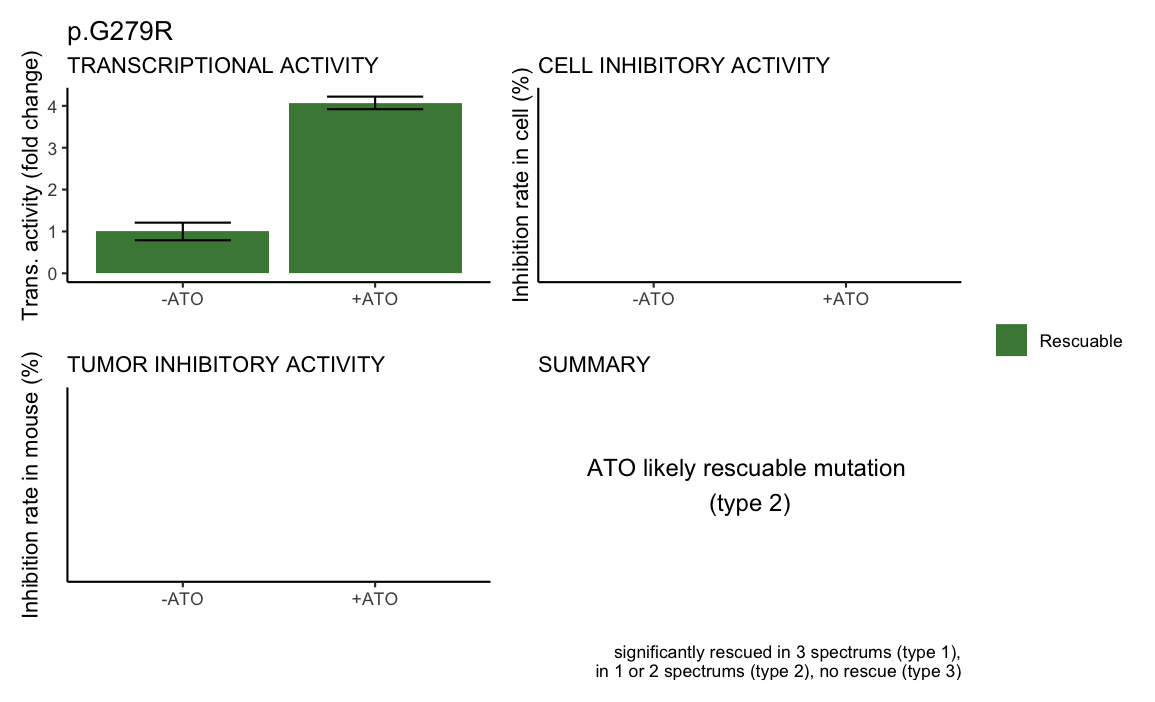 p.G279R
TRANSCRIPTIONAL ACTIVITY
Trans. activity (fold change)
4
3
2
1
0
-ATO +ATO
CELL INHIBITORY ACTIVITY
Inhibition rate in cell (%)
-ATO +ATO
Rescuable
TUMOR INHIBITORY ACTIVITY
Inhibition rate in mouse (%)
-ATO +ATO
SUMMARY
ATO likely rescuable mutation
(type 2)
significantly rescued in 3 spectrums (type 1),
in 1 or 2 spectrums (type 2), no rescue (type 3)